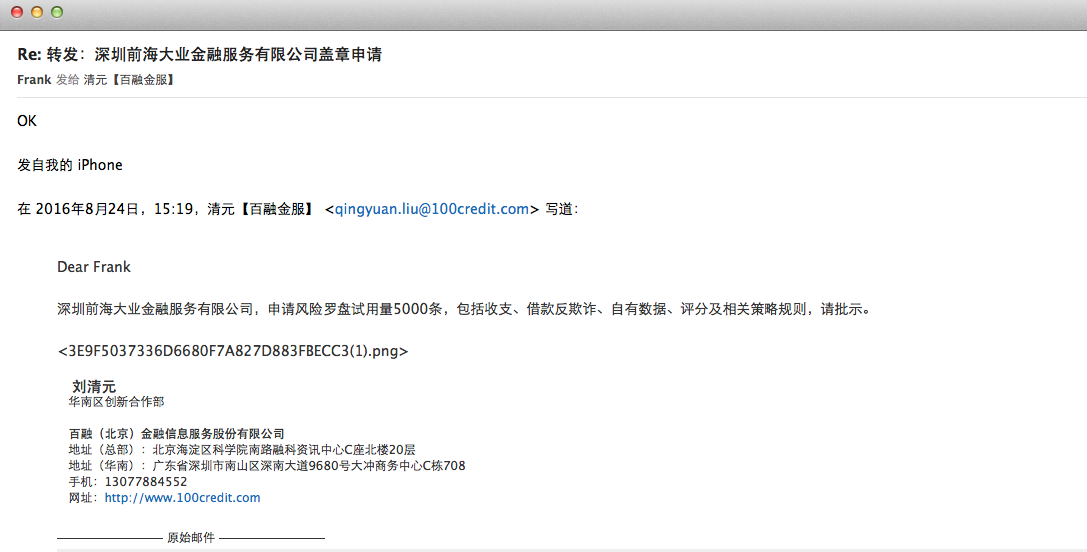 Re: 转发：深圳前海大业金融服务有限公司盖章申请
Frank 发给 清元【百融金服】
OK
发自我的 iPhone
在 2016年8月24日，15:19，清元【百融金服】 <qingyuan.liu@100credit.com> 写道：
Dear Frank
深圳前海大业金融服务有限公司，申请风险罗盘试用量5000条，包括收支、借款反欺诈、自有数据、评分及相关策略规则，请批示。
<3E9F5037336D6680F7A827D883FBECC3(1).png>
刘清元
华南区创新合作部
百融（北京）金融信息服务股份有限公司
地址（总部）：北京海淀区科学院南路融科资讯中心C座北楼20层
地址（华南）：广东省深圳市南山区深南大道9680号大冲商务中心C栋708
手机：13077884552
网址：http://www.100credit.com
原始邮件